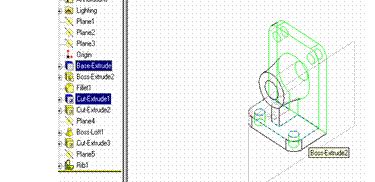 Lighting
Plane1
Plane2
Plane3
Origin
Base-Extrude
Boss-Extrude2
Fillet1
Cut-Extrude1
Cut-Extrude2
Plane4
Boss-Loft1
Cut-Extrude3
Plane5
Rib1
Boss-Extrude2